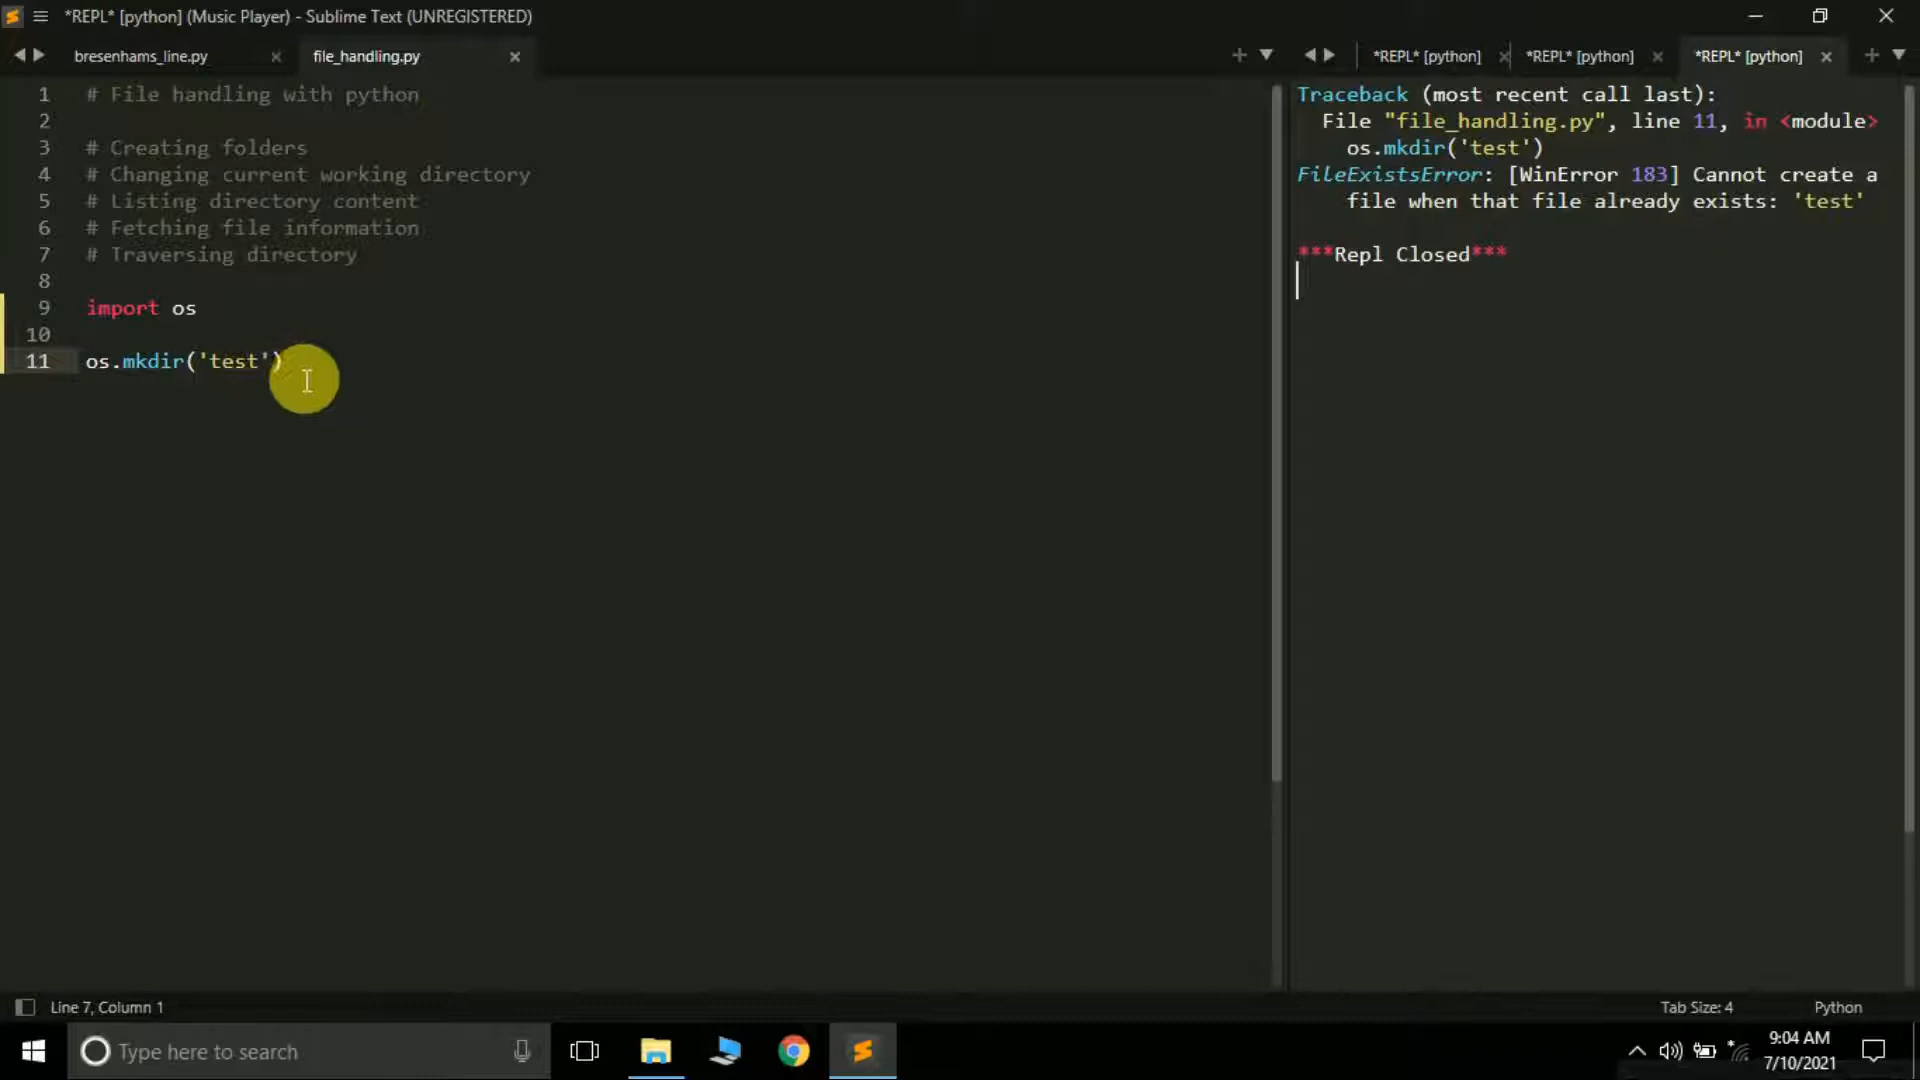 *REPL* [python] (Music Player) - Sublime Text (UNREGISTERED)
bresenhams_line.py
file_handling.py
*REPL* [python]
*REPL* [python]
*REPL* [python]
1 # File handling with python
2
3 # Creating folders
4 # Changing current working directory
5 # Listing directory content
6 # Fetching file information
7 # Traversing directory
8
9 import os
10
11 os.mkdir('test')
Traceback (most recent call last):
File "file_handling.py", line 11, in <module>
os.mkdir('test')
FileExistsError: [WinError 183] Cannot create a
file when that file already exists: 'test'
***Repl Closed***
Line 7, Column 1
Tab Size: 4
Python
Type here to search
9:04 AM
7/10/2021